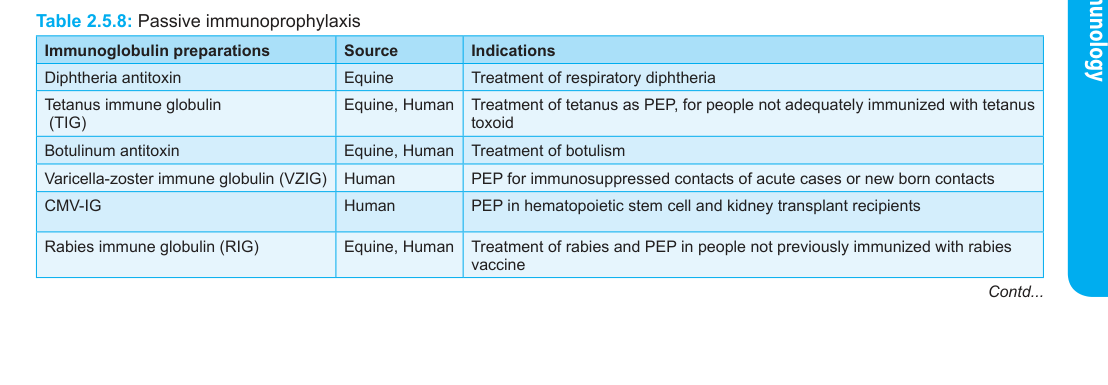 Table 2.5.8: Passive immunoprophylaxis
Immunoglobulin preparations Source Indications
Diphtheria antitoxin Equine Treatment of respiratory diphtheria
Tetanus immune globulin Equine, Human Treatment of tetanus as PEP, for people not adequately immunized with tetanus
(TIG) toxoid
Botulinum antitoxin Equine, Human Treatment of botulism
Varicella-zoster immune globulin (VZIG) Human PEP for immunosuppressed contacts of acute cases or new born contacts
CMV-IG Human PEP in hematopoietic stem cell and kidney transplant recipients
Rabies immune globulin (RIG) Equine, Human Treatment of rabies and PEP in people not previously immunized with rabies
vaccine
Contd...